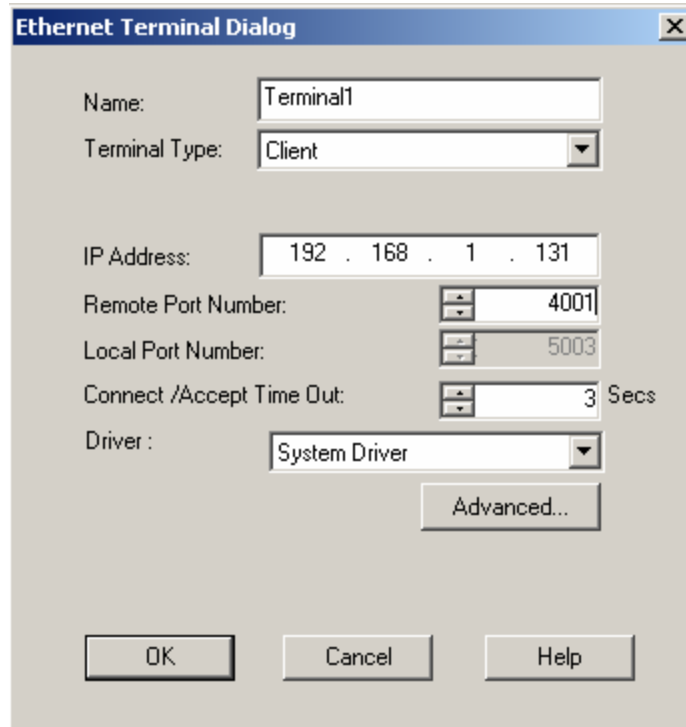 Ethernet Terminal Dialog
Name: Terminal1
Terminal Type: Client
IP Address: 192 . 168 . 1 . 131
Remote Port Number: 4001
Local Port Number: 5003
Connect /Accept Time Out: 3 Secs
Driver : System Driver
Advanced...
OK Cancel Help